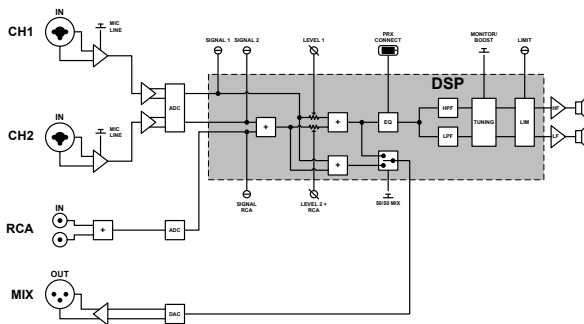 IN
CH1
MIC
LINE
SIGNAL 1
SIGNAL 2
LEVEL 1
PRX
CONNECT
MONITOR/
BOOST
LIMIT
DSP
ADC
IN
CH2
MIC
LINE
+
+
EQ
HPF
LPF
TUNING
LIM
HF
LF
+
SIGNAL
RCA
LEVEL 2 +
RCA
50/50 MIX
IN
RCA
+
ADC
OUT
MIX
DAC